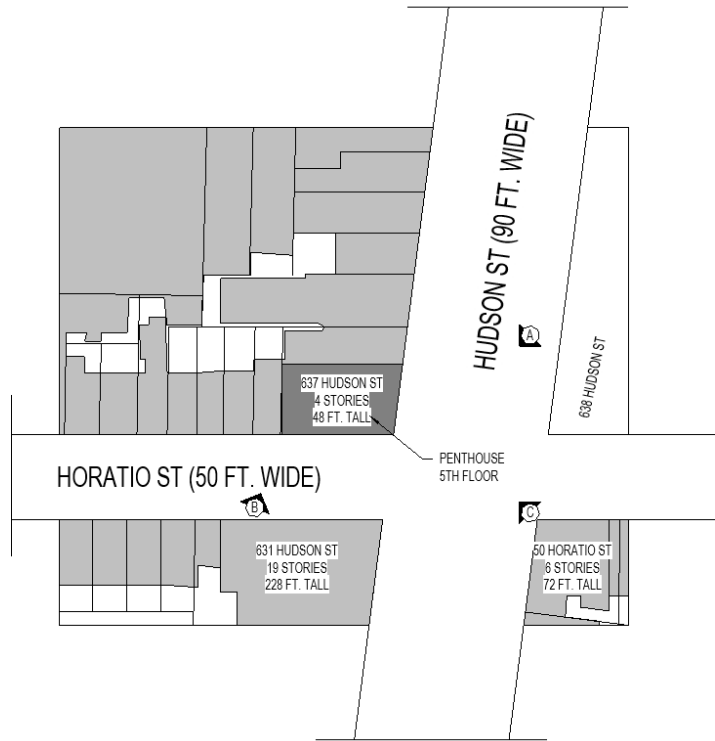 HUDSON ST (90 FT. WIDE)
A
638 HUDSON ST
637 HUDSON ST
4 STORIES
48 FT. TALL
PENTHOUSE
5TH FLOOR
HORATIO ST (50 FT. WIDE)
B
C
631 HUDSON ST
19 STORIES
228 FT. TALL
50 HORATIO ST
6 STORIES
72 FT. TALL